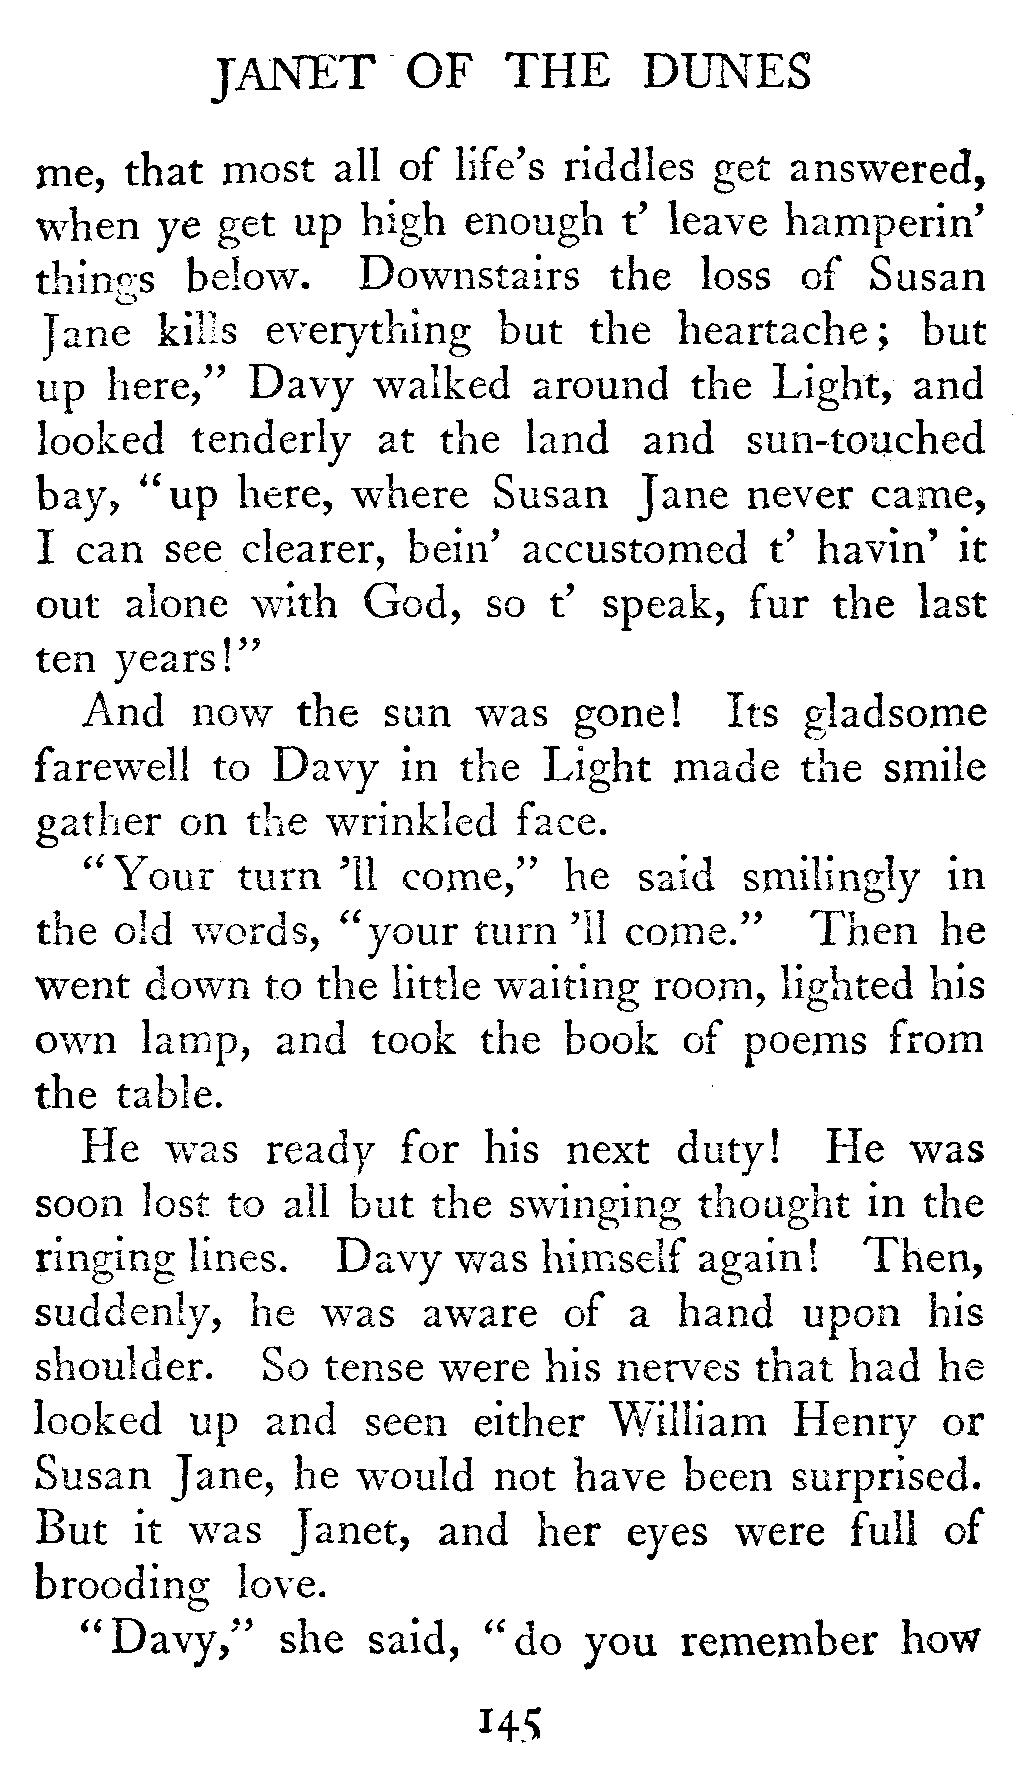 JANET OF THE DUNES
me, that most all of life's riddles get answered,
when ye get up high enough t' leave hamperin'
things below. Downstairs the loss of Susan
Jane kills everything but the heartache; but
up here,” Davy walked around the Light, and
looked tenderly at the land and sun-touched
bay, “up here, where Susan Jane never came,
I can see clearer, bein' accustomed t' havin' it
out alone with God, so t' speak, fur the last
ten years!”
And now the sun was gone! Its gladsome
farewell to Davy in the Light made the smile
gather on the wrinkled face.
“Your turn 'll come,” he said smilingly in
the old words, “your turn 'll come.” Then he
went down to the little waiting room, lighted his
own lamp, and took the book of poems from
the table.
He was ready for his next duty! He was
soon lost to all but the swinging thought in the
ringing lines. Davy was himself again! Then,
suddenly, he was aware of a hand upon his
shoulder. So tense were his nerves that had he
looked up and seen either William Henry or
Susan Jane, he would not have been surprised.
But it was Janet, and her eyes were full of
brooding love.
“Davy,” she said, “do you remember how
145